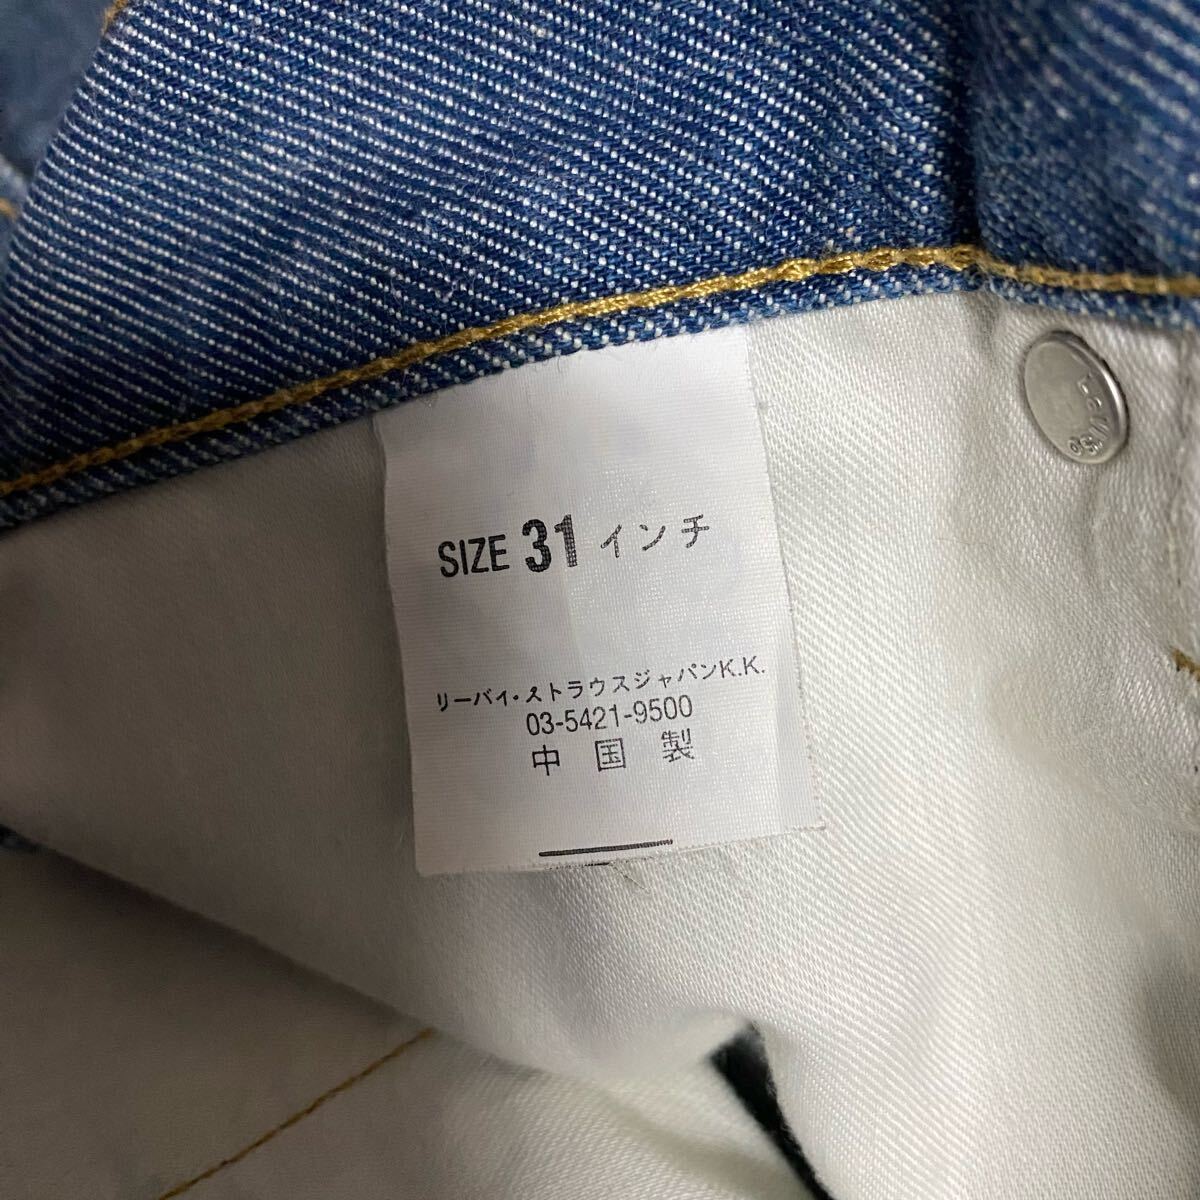 SIZE 31 インチ
リーバイ・ストラウスジャパンK.K.
03-5421-9500
中国製
LEVI'S